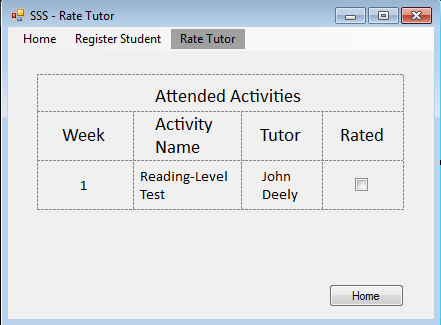 SSS - Rate Tutor
Home Register Student Rate Tutor
Attended Activities
Week Activity Name Tutor Rated
1 Reading-Level Test John Deely
Home